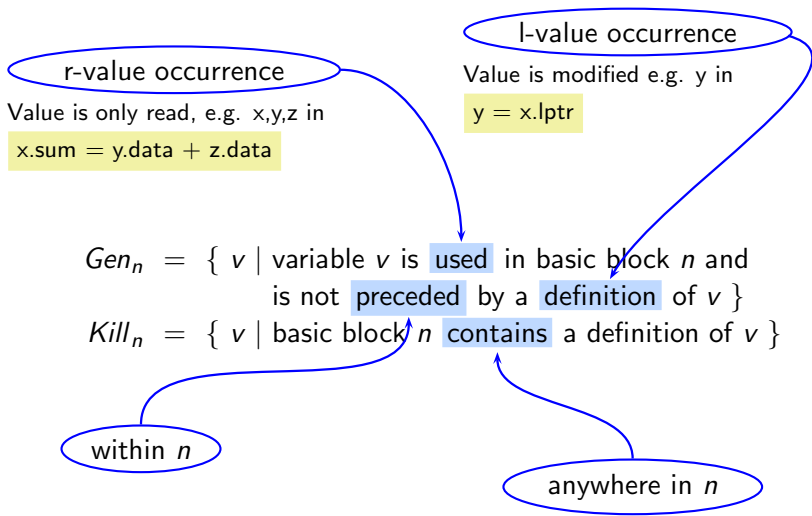 l-value occurrence
r-value occurrence
Value is modified e.g. y in
y = x.lptr
Value is only read, e.g. x,y,z in
x.sum = y.data + z.data
Genₙ = { v | variable v is used in basic block n and
is not preceded by a definition of v }
Killₙ = { v | basic block n contains a definition of v }
within n
anywhere in n